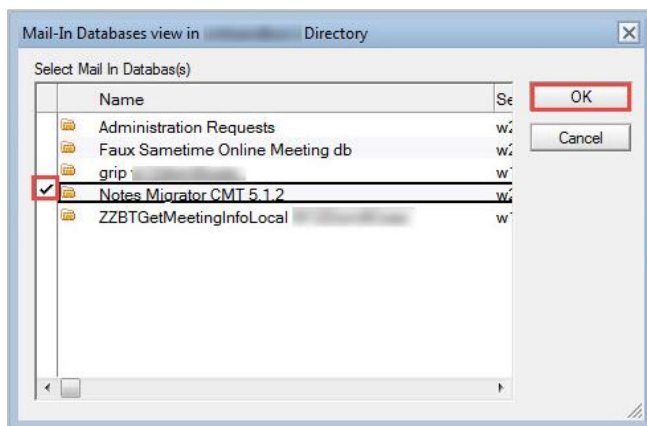 Mail-In Databases view in Directory
Select Mail In Databas(s)
Name Se
Administration Requests w2
Faux Sametime Online Meeting db w2
grip w1
Notes Migrator CMT 5.1.2 w2
ZZBTGetMeetingInfoLocal w1
OK
Cancel